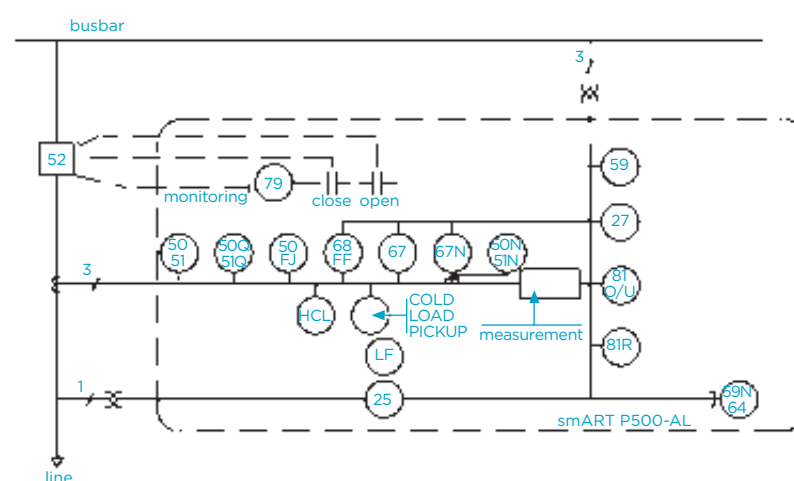 busbar
3
52
59
79
monitoring
close
open
27
50
51
50Q
51Q
50
FJ
68
FF
67
67N
50N
51N
81
O/U
3
HCL
COLD
LOAD
PICKUP
measurement
81R
LF
1
25
59N
64
smART P500-AL
line